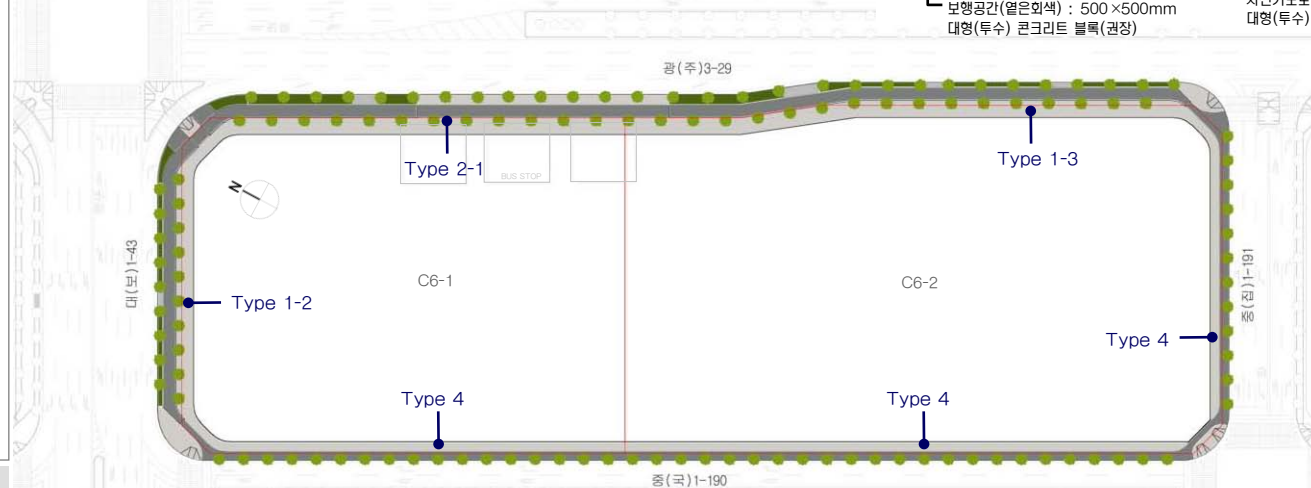 보행공간(옅은회색) : 500×500mm
대형(투수) 콘크리트 블록(권장)
대형(투수)
광(주)3-29
Type 2-1
Type 1-3
BUS STOP
N
대(보)1-43
C6-1
C6-2
중(집)1-191
Type 1-2
Type 4
Type 4
Type 4
중(국)1-190